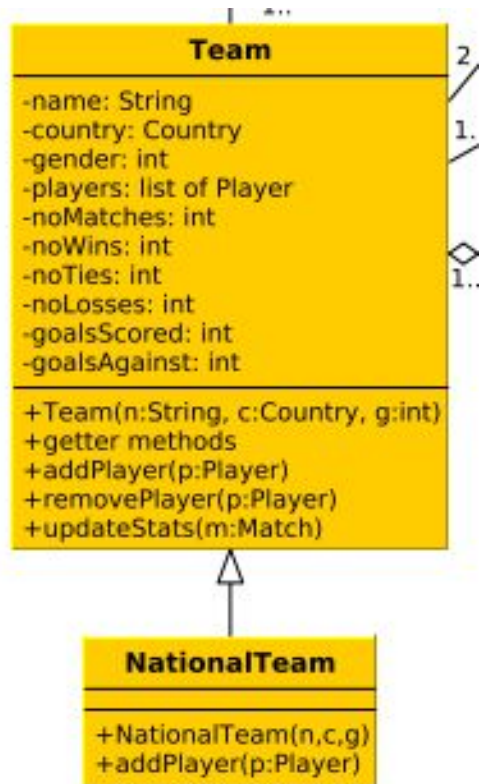 1..
Team
2
-name: String
-country: Country
1.
-gender: int
-players: list of Player
-noMatches: int
-noWins: int
-noTies: int
1..
-noLosses: int
-goalsScored: int
-goalsAgainst: int
+Team(n:String, c:Country, g:int)
+getter methods
+addPlayer(p:Player)
+removePlayer(p:Player)
+updateStats(m:Match)
NationalTeam
+NationalTeam(n,c,g)
+addPlayer(p:Player)